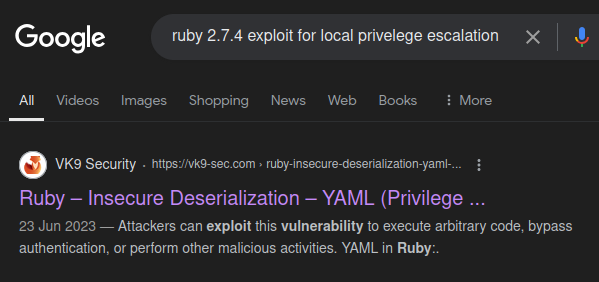 Google
ruby 2.7.4 exploit for local privelege escalation
All Videos Images Shopping News Web Books More
VK9 Security · https://vk9-sec.com › ruby-insecure-deserialization-yaml-...
Ruby – Insecure Deserialization – YAML (Privilege ...
23 Jun 2023 — Attackers can exploit this vulnerability to execute arbitrary code, bypass
authentication, or perform other malicious activities. YAML in Ruby:.